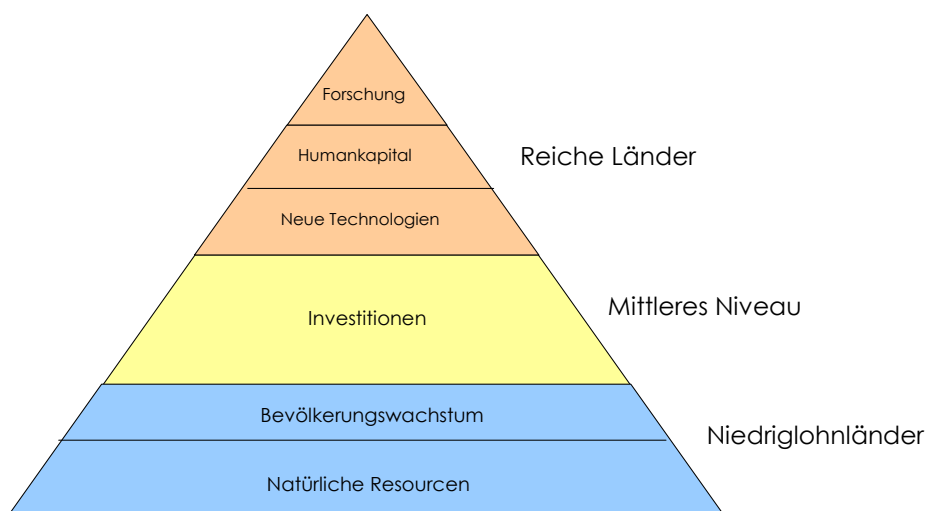 Forschung
Humankapital
Reiche Länder
Neue Technologien
Mittleres Niveau
Investitionen
Bevölkerungswachstum
Niedriglohnländer
Natürliche Resourcen